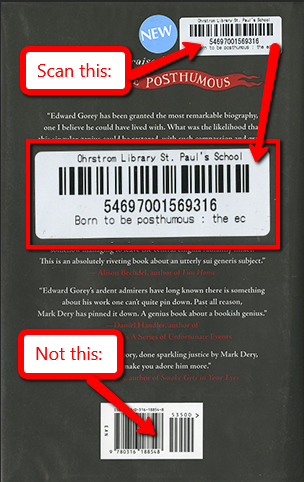 NEW
Ohrstrom Library St. Paul's School
54697001569316
Born to be posthumous : the ec
Scan this:
POSTHUMOUS
"Edward Gorey has been granted the most remarkable biography,
one I believe he could have lived with. What was the likelihood that
Ohrstrom Library St. Paul's School
54697001569316
Born to be posthumous : the ec
This is an absolutely riveting book about an utterly sui generis subject."
author of Fun Home
"Edward Gorey's ardent admirers have long known there is something
about his work one can't quite pin down. Past all reason,
Mark Dery has pinned it down. A genius book about a bookish genius."
A Series of Unfortunate Events
Not this:
story, done sparkling justice by Mark Dery,
make you adore him more."
53500
EAN
9 780316 188548